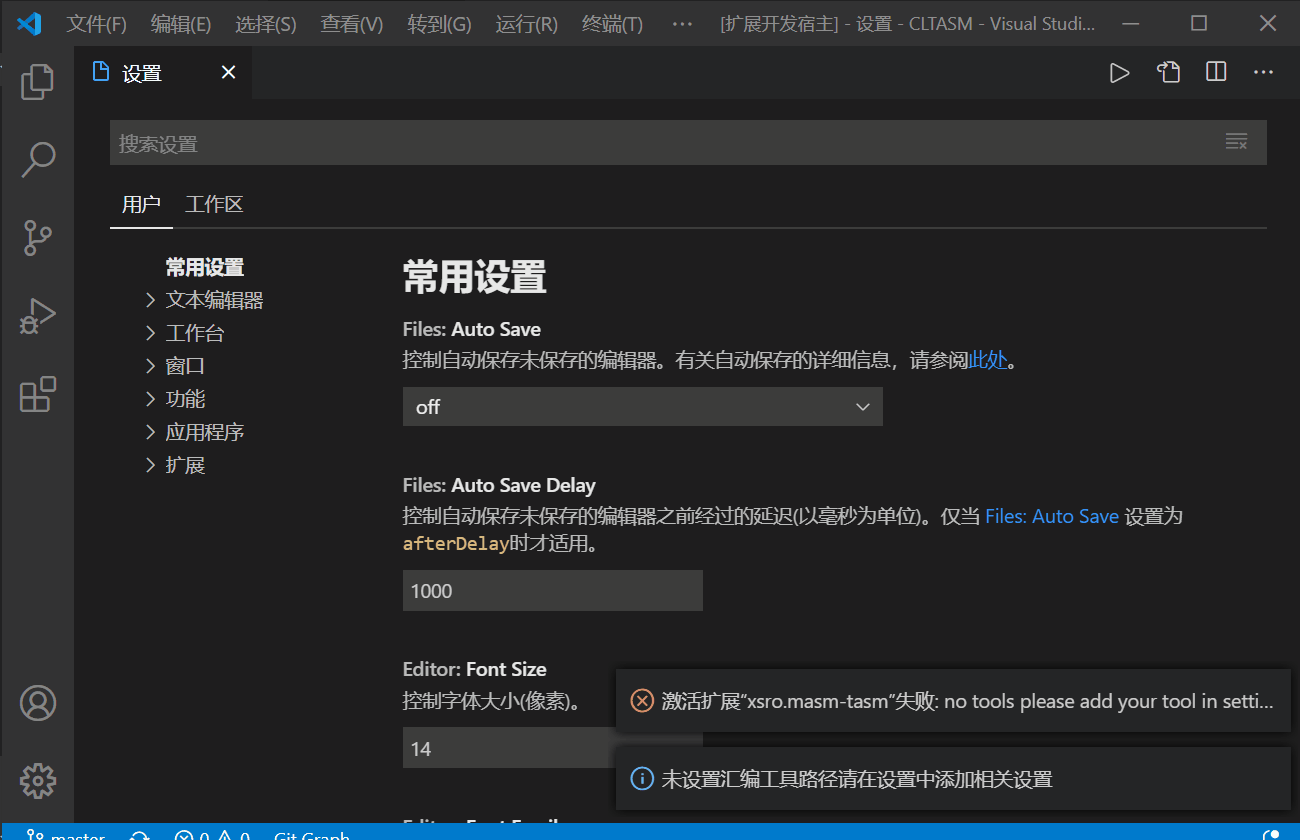 文件(F) 编辑(E) 选择(S) 查看(V) 转到(G) 运行(R) 终端(T) ··· [扩展开发宿主] - 设置 - CLTASM - Visual Studi...
设置
搜索设置
用户 工作区
常用设置
文本编辑器
工作台
窗口
功能
应用程序
扩展
常用设置
Files: Auto Save
控制自动保存未保存的编辑器。有关自动保存的详细信息，请参阅此处。
off
Files: Auto Save Delay
控制自动保存未保存的编辑器之前经过的延迟(以毫秒为单位)。仅当 Files: Auto Save 设置为
afterDelay时才适用。
1000
Editor: Font Size
控制字体大小(像素)。
14
激活扩展“xsro.masm-tasm”失败: no tools please add your tool in setti...
未设置汇编工具路径请在设置中添加相关设置
Editor: Font Famil
master 0 0 Git Graph